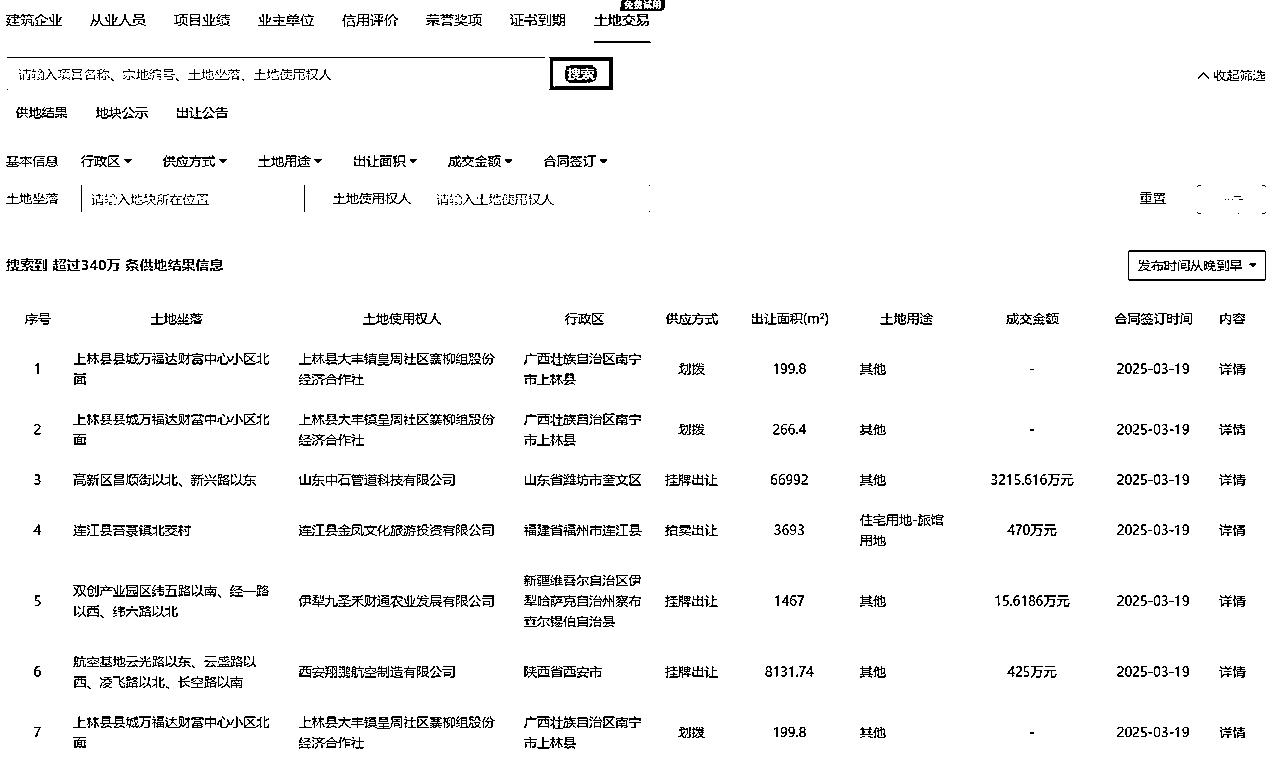 免费试用
建筑企业 从业人员 项目业绩 业主单位 信用评价 荣誉奖项 证书到期 土地交易
请输入项目名称、宗地编号、土地坐落、土地使用权人 搜索 收起筛选
供地结果 地块公示 出让公告
基本信息 行政区 供应方式 土地用途 出让面积 成交金额 合同签订
土地坐落 请输入地块所在位置 土地使用权人 请输入土地使用权人 重置
搜索到 超过340万 条供地结果信息 发布时间从晚到早
序号 土地坐落 土地使用权人 行政区 供应方式 出让面积(m²) 土地用途 成交金额 合同签订时间 内容
上林县县城万福达财富中心小区北 上林县大丰镇皇周社区寨柳组股份 广西壮族自治区南宁
1 划拨 199.8 其他 - 2025-03-19 详情
面 经济合作社 市上林县
上林县县城万福达财富中心小区北 上林县大丰镇皇周社区寨柳组股份 广西壮族自治区南宁
2 划拨 266.4 其他 - 2025-03-19 详情
面 经济合作社 市上林县
3 高新区昌顺街以北、新兴路以东 山东中石管道科技有限公司 山东省潍坊市奎文区 挂牌出让 66992 其他 3215.616万元 2025-03-19 详情
住宅用地-旅馆
4 连江县苔菉镇北茭村 连江县金凤文化旅游投资有限公司 福建省福州市连江县 拍卖出让 3693 470万元 2025-03-19 详情
用地
双创产业园区纬五路以南、经一路 新疆维吾尔自治区伊
5 伊犁九圣禾财通农业发展有限公司 犁哈萨克自治州察布 挂牌出让 1467 其他 15.6186万元 2025-03-19 详情
以西、纬六路以北 查尔锡伯自治县
航空基地云光路以东、云盛路以
6 西安翔鹏航空制造有限公司 陕西省西安市 挂牌出让 8131.74 其他 425万元 2025-03-19 详情
西、凌飞路以北、长空路以南
上林县县城万福达财富中心小区北 上林县大丰镇皇周社区寨柳组股份 广西壮族自治区南宁
7 划拨 199.8 其他 - 2025-03-19 详情
面 经济合作社 市上林县